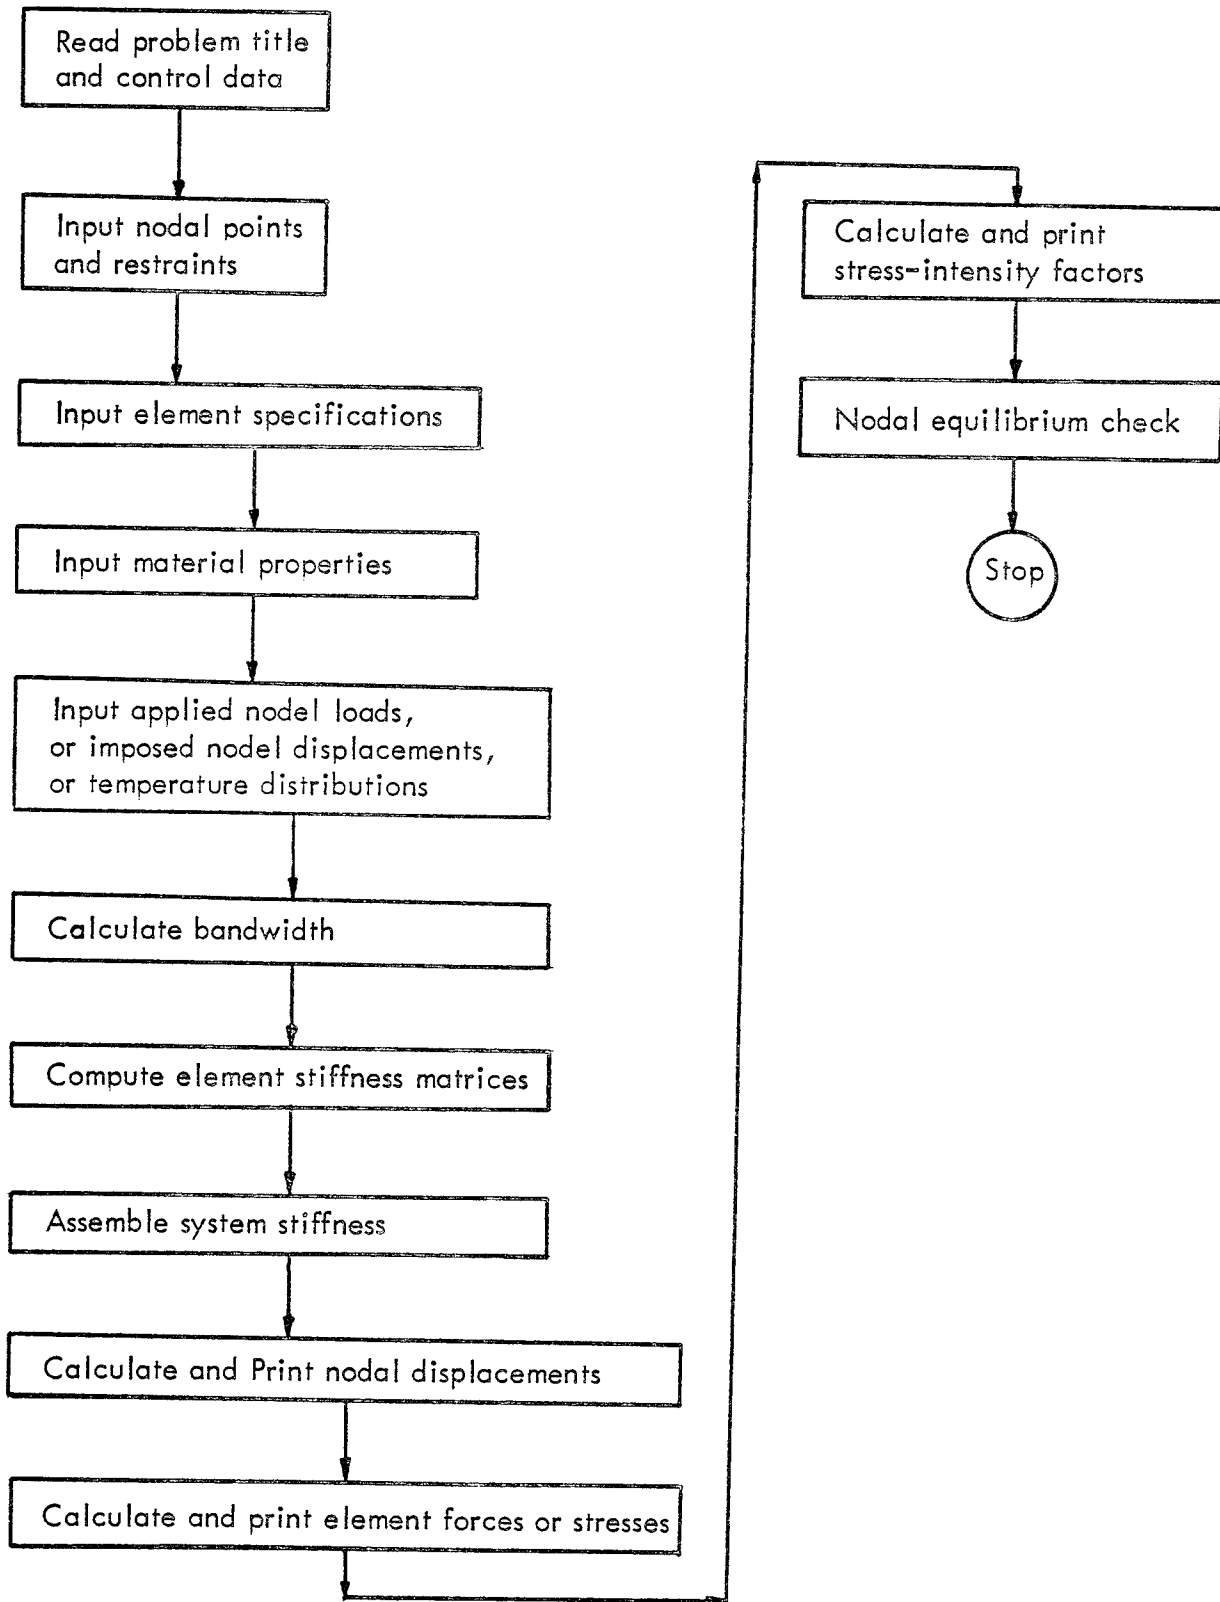 Read problem title
and control data
Input nodal points
and restraints
Input element specifications
Input material properties
Input applied nodel loads,
or imposed nodel displacements,
or temperature distributions
Calculate bandwidth
Compute element stiffness matrices
Assemble system stiffness
Calculate and Print nodal displacements
Calculate and print element forces or stresses
Calculate and print
stress-intensity factors
Nodal equilibrium check
Stop